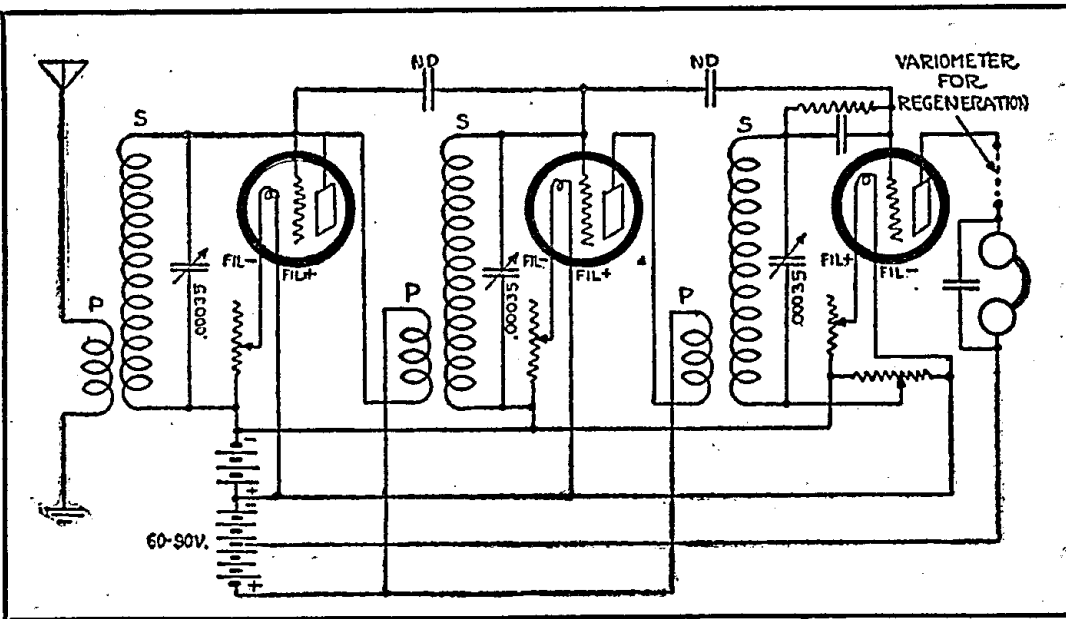 ND
ND
VARIOMETER
FOR
REGENERATION
S
S
S
FIL-
FIL+
FIL-
FIL+
FIL+
FIL-
.00035
.00035
.00035
P
P
P
-
+
-
60-90V.
+